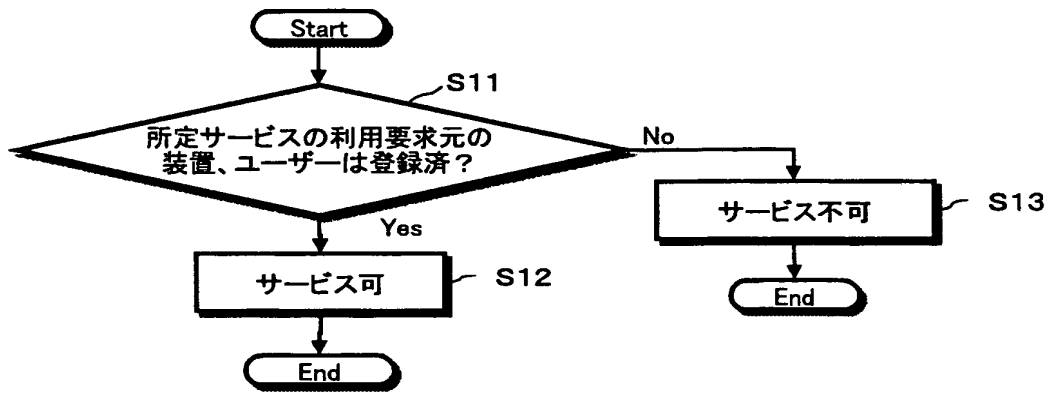 Start
S11
所定サービスの利用要求元の
装置、ユーザーは登録済？
No
Yes
サービス不可
S13
サービス可
S12
End
End